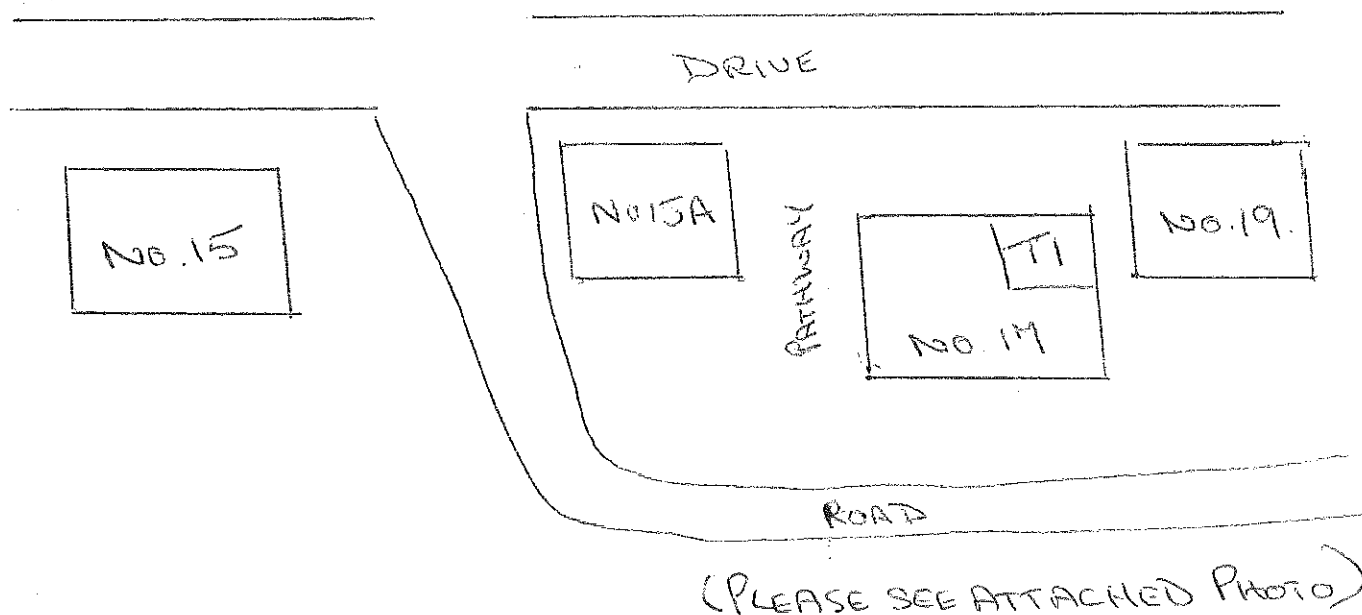 DRIVE
NO15A
NO.15
PATHWAY
T1
NO.19.
NO.17
ROAD
(PLEASE SEE ATTACHED PHOTO)